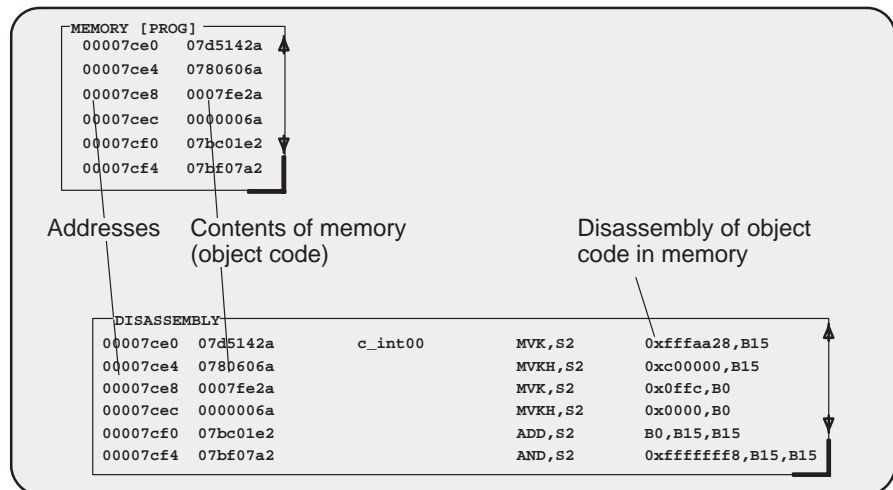 MEMORY [PROG]
00007ce0 07d5142a
00007ce4 0780606a
00007ce8 0007fe2a
00007cec 0000006a
00007cf0 07bc01e2
00007cf4 07bf07a2
Addresses Contents of memory Disassembly of object
(object code) code in memory
DISASSEMBLY
00007ce0 07d5142a c_int00 MVK,S2 0xfffaa28,B15
00007ce4 0780606a MVKH,S2 0xc00000,B15
00007ce8 0007fe2a MVK,S2 0x0ffc,B0
00007cec 0000006a MVKH,S2 0x0000,B0
00007cf0 07bc01e2 ADD,S2 B0,B15,B15
00007cf4 07bf07a2 AND,S2 0xfffffff8,B15,B15